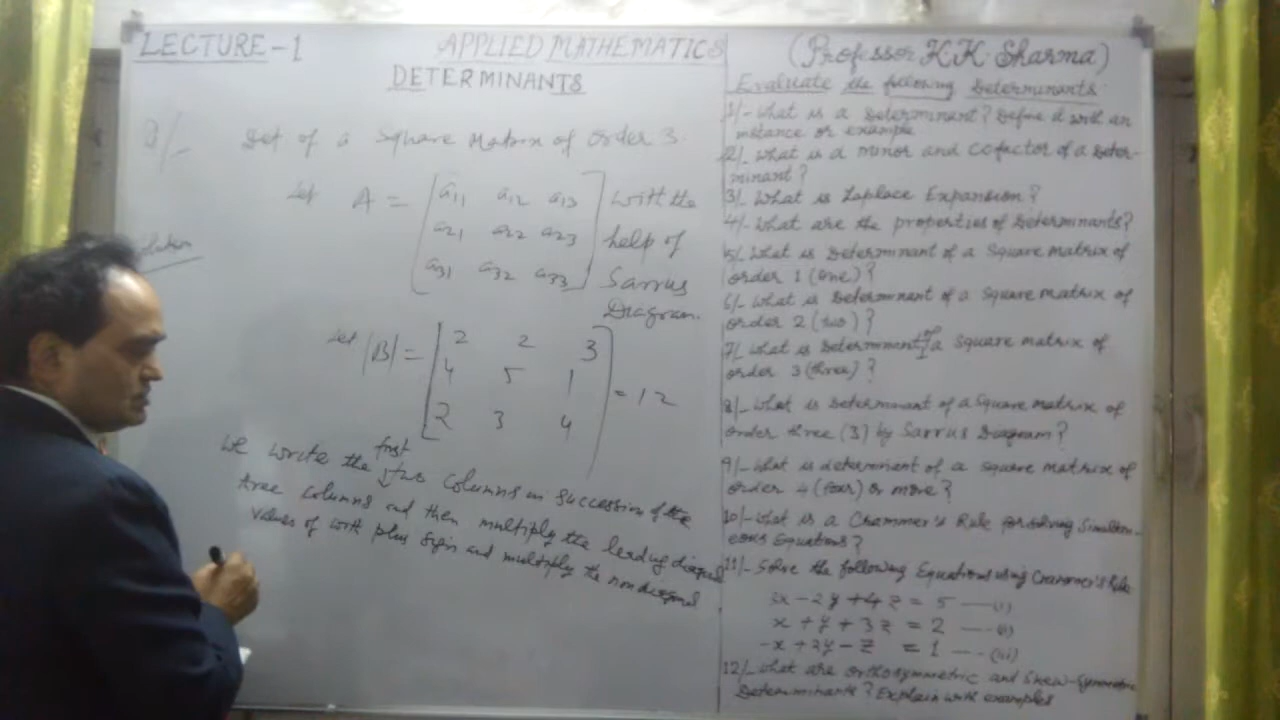 LECTURE-1
APPLIED MATHEMATICS
DETERMINANTS
8/- Det of a Square Matrix of order 3.
Let A = [a11 a12 a13
a21 a22 a23
a31 a32 a33] with the
help of
Sarrus
Diagram.
Let |B| = [2 2 3
4 5 1
2 3 4] = 12
first
We write the two columns in succession of the
three columns and then multiply the leading diagonal
values of with plus sign and multiply the non diagonal
(Professor K.K. Sharma)
Evaluate the following Determinants.
1/- What is a Determinant? Define it with an
instance or example
2/- What is a minor and cofactor of a Deter-
minant?
3/- What is Laplace Expansion?
4/- What are the properties of Determinants?
5/- What is Determinant of a Square matrix of
order 1 (one)?
6/- What is Determinant of a Square matrix of
order 2 (two)?
7/- What is Determinant of a Square matrix of
order 3 (three)?
8/- What is Determinant of a Square matrix of
order three (3) by Sarrus Diagram?
9/- What is determinent of a square matrix of
order 4 (four) or more?
10/- What is a Crammer's Rule for solving Simultan-
eous Equations?
11/- Solve the following Equations using Crammer's Rule
3x - 2y + 4z = 5 —(i)
x + y + 3z = 2 —(ii)
-x + 2y - z = 1 —(iii)
12/- What are orthosymmetric and Skew-Symmetric
Determinants? Explain with examples